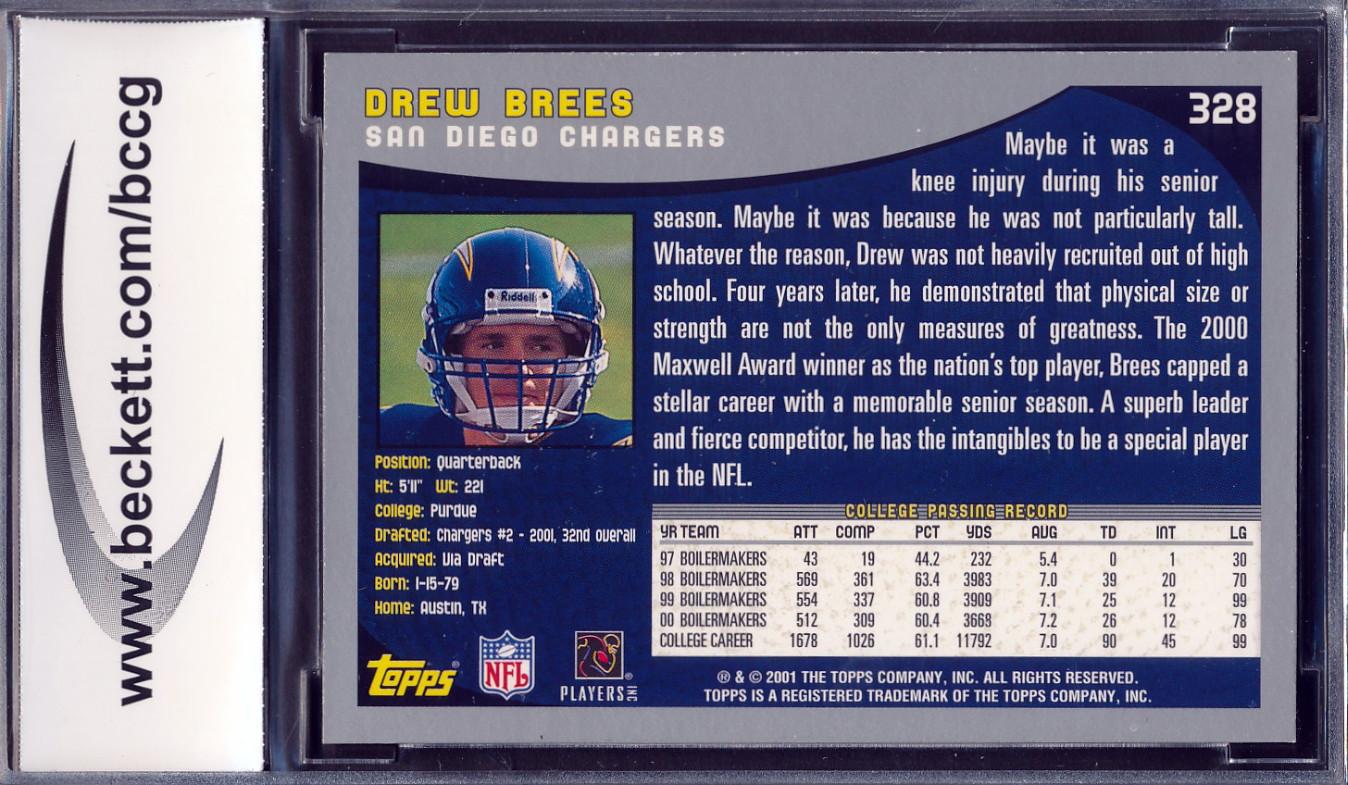 www.beckett.com/bccg
DREW BREES
SAN DIEGO CHARGERS
328
Maybe it was a
knee injury during his senior
season. Maybe it was because he was not particularly tall.
Whatever the reason, Drew was not heavily recruited out of high
school. Four years later, he demonstrated that physical size or
strength are not the only measures of greatness. The 2000
Maxwell Award winner as the nation's top player, Brees capped a
stellar career with a memorable senior season. A superb leader
and fierce competitor, he has the intangibles to be a special player
in the NFL.
Riddell
Position: Quarterback
Ht: 5'11" Wt: 221
College: Purdue
Drafted: Chargers #2 - 2001, 32nd overall
Acquired: Via Draft
Born: 1-15-79
Home: Austin, TX
COLLEGE PASSING RECORD
YR TEAM ATT COMP PCT YDS AVG TD INT LG
97 BOILERMAKERS 43 19 44.2 232 5.4 0 1 30
98 BOILERMAKERS 569 361 63.4 3983 7.0 39 20 70
99 BOILERMAKERS 554 337 60.8 3909 7.1 25 12 99
00 BOILERMAKERS 512 309 60.4 3668 7.2 26 12 78
COLLEGE CAREER 1678 1026 61.1 11792 7.0 90 45 99
topps®
NFL
PLAYERS INC ®
® & © 2001 THE TOPPS COMPANY, INC. ALL RIGHTS RESERVED.
TOPPS IS A REGISTERED TRADEMARK OF THE TOPPS COMPANY, INC.